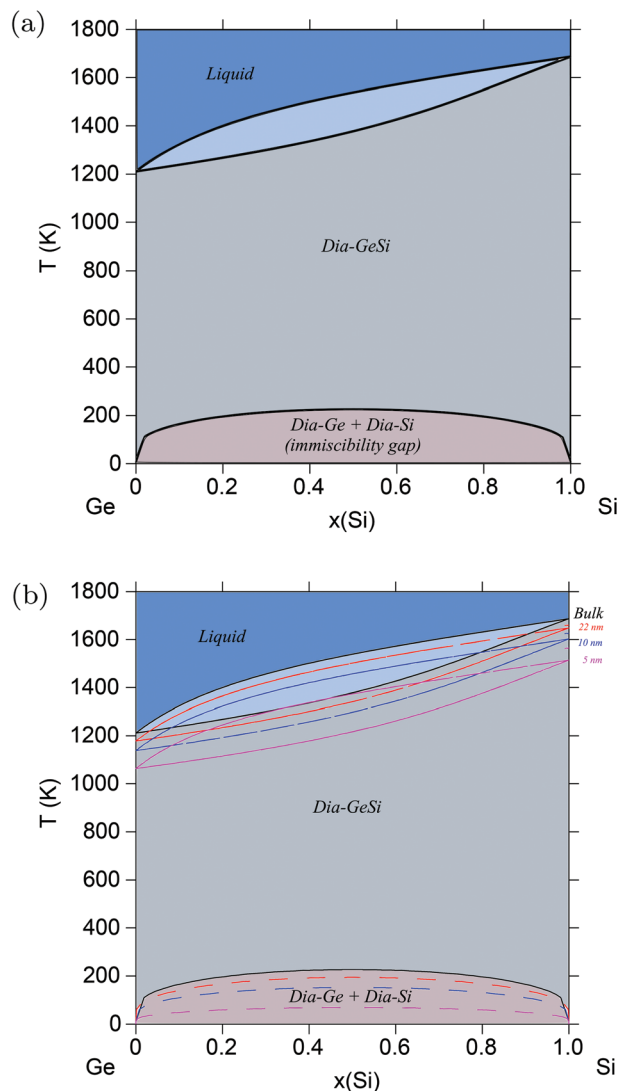 (a)
1800
1600
1400
1200
1000
800
600
400
200
0
T (K)
Liquid
Dia-GeSi
Dia-Ge + Dia-Si
(immiscibility gap)
0 0.2 0.4 0.6 0.8 1.0
Ge x(Si) Si
(b)
1800
1600
1400
1200
1000
800
600
400
200
0
T (K)
Bulk
22 nm
10 nm
5 nm
Liquid
Dia-GeSi
Dia-Ge + Dia-Si
0 0.2 0.4 0.6 0.8 1.0
Ge x(Si) Si